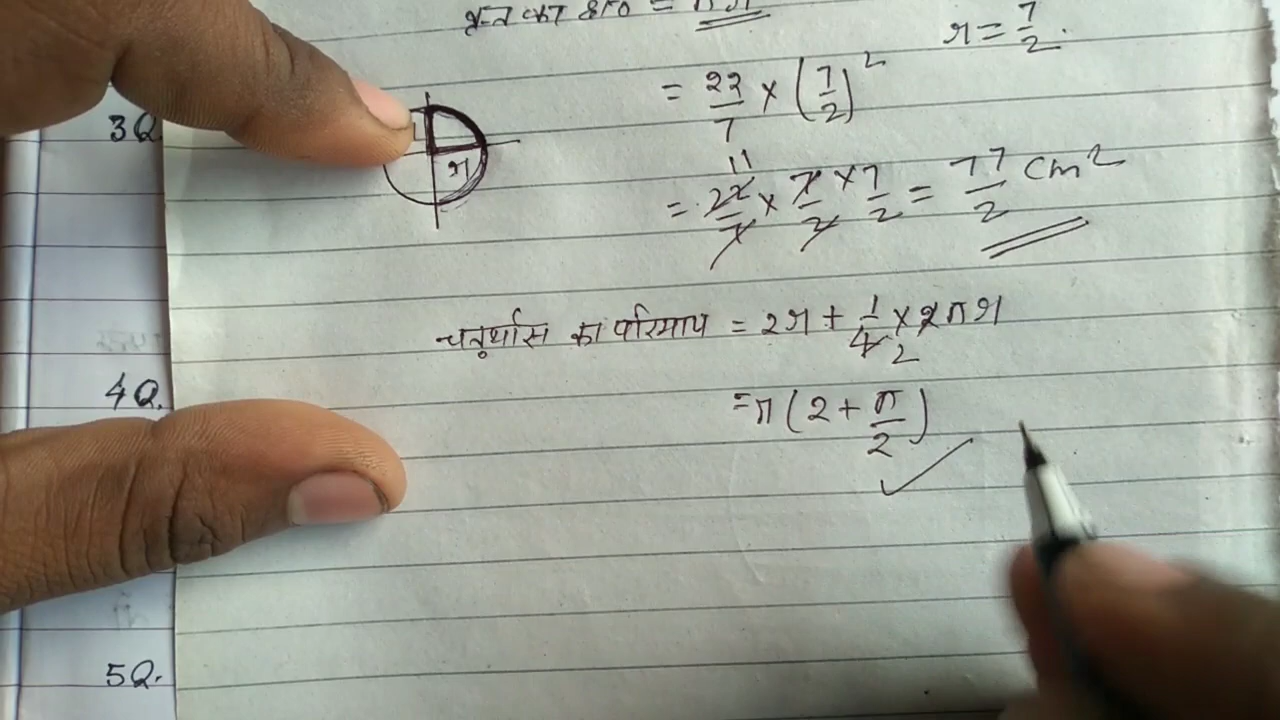 वृत्त का क्षे० = πr
r = 7/2.
= 22/7 × (7/2)²
3Q
r
11
= 22/7 × 7/2 × 7/2 = 77/2 cm²
चतुर्थास का परिमाप = 2r + 1/4 × 2πr
2
4Q.
= π(2 + π/2)
5Q.